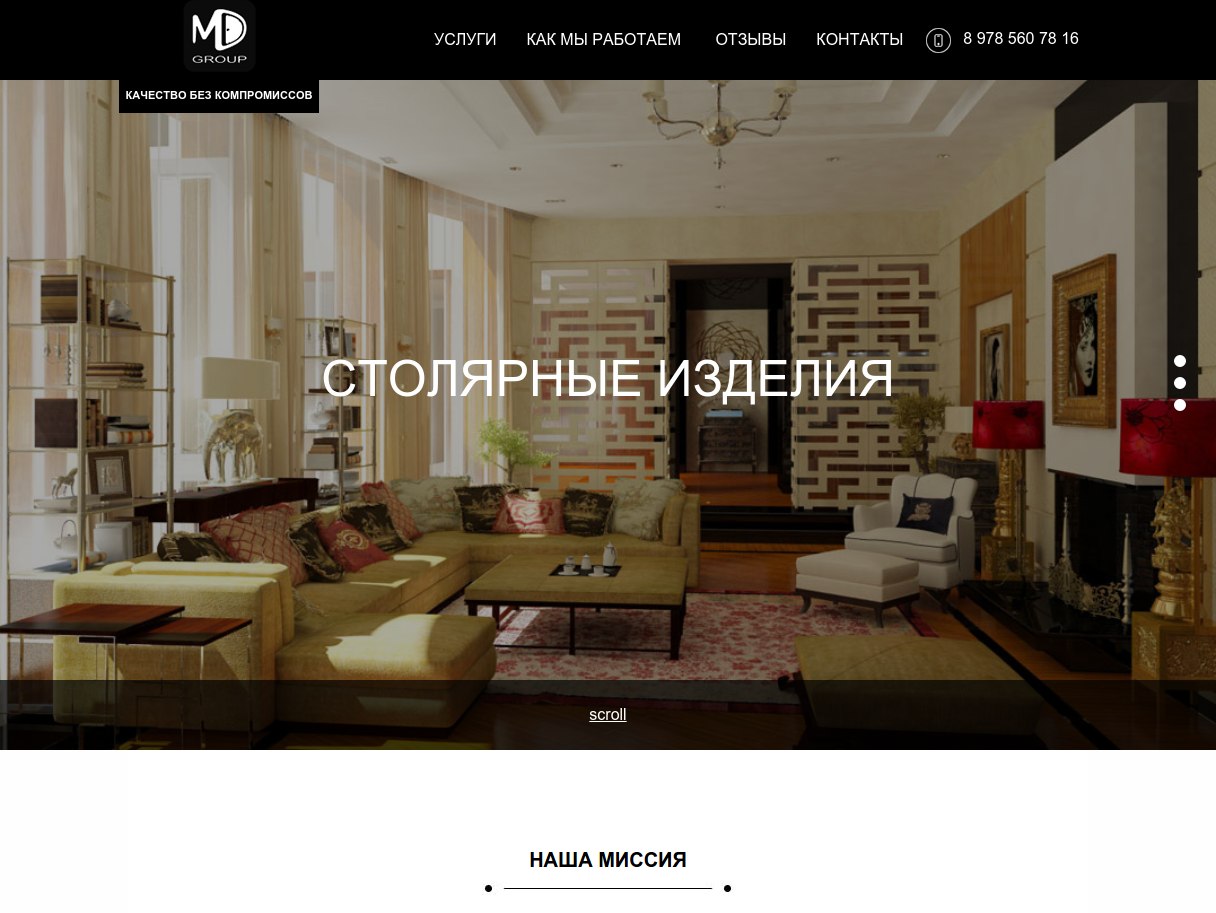 MD
GROUP
УСЛУГИ
КАК МЫ РАБОТАЕМ
ОТЗЫВЫ
КОНТАКТЫ
8 978 560 78 16
КАЧЕСТВО БЕЗ КОМПРОМИССОВ
СТОЛЯРНЫЕ ИЗДЕЛИЯ
scroll
НАША МИССИЯ